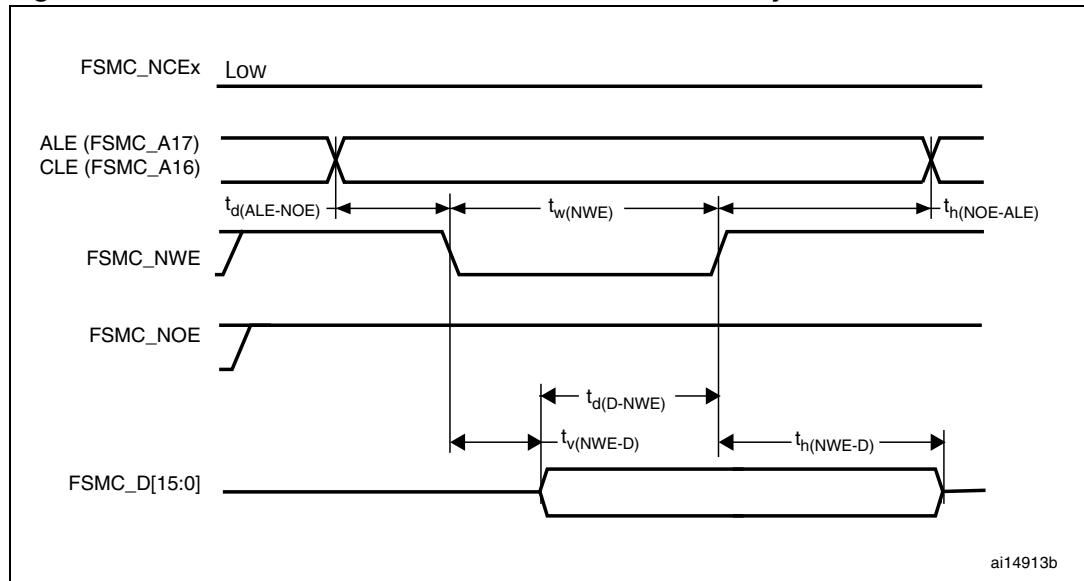 FSMC_NCEx Low
ALE (FSMC_A17)
CLE (FSMC_A16)
td(ALE-NOE) tw(NWE) th(NOE-ALE)
FSMC_NWE
FSMC_NOE
td(D-NWE)
tv(NWE-D) th(NWE-D)
FSMC_D[15:0]
ai14913b